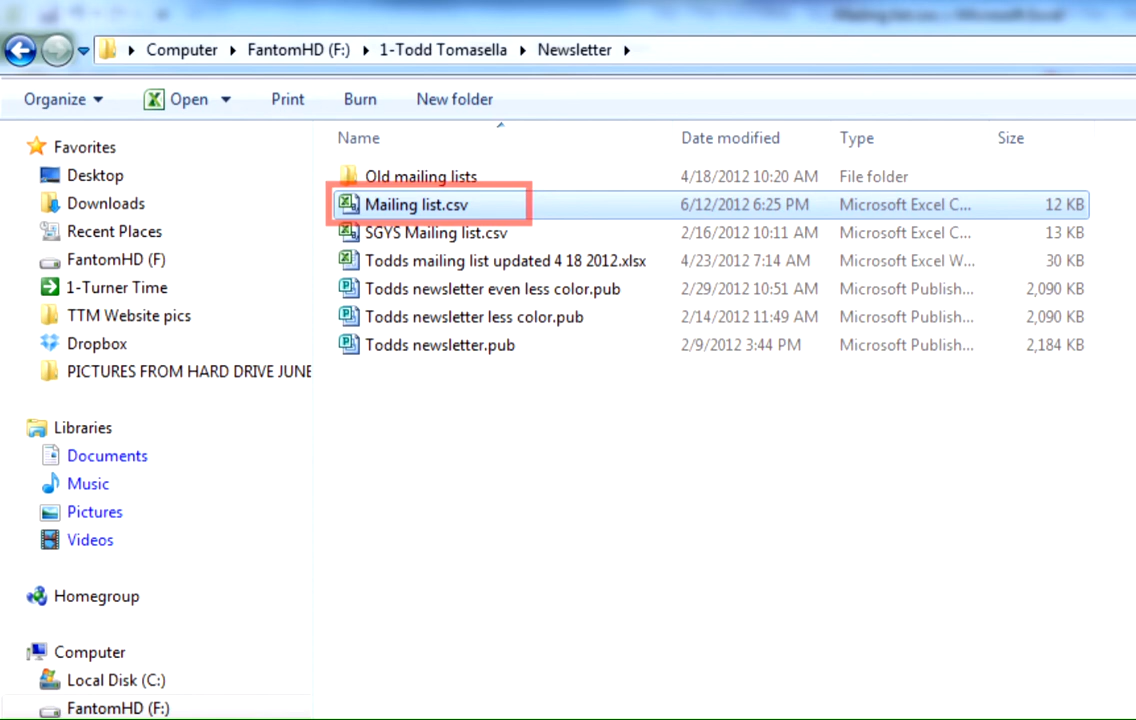 Computer FantomHD (F:) 1-Todd Tomasella Newsletter
Organize Open Print Burn New folder
Name Date modified Type Size
Favorites
Desktop
Downloads
Recent Places
FantomHD (F)
1-Turner Time
TTM Website pics
Dropbox
PICTURES FROM HARD DRIVE JUNE
Libraries
Documents
Music
Pictures
Videos
Homegroup
Computer
Local Disk (C:)
FantomHD (F:)
Old mailing lists 4/18/2012 10:20 AM File folder
Mailing list.csv 6/12/2012 6:25 PM Microsoft Excel C... 12 KB
SGYS Mailing list.csv 2/16/2012 10:11 AM Microsoft Excel C... 13 KB
Todds mailing list updated 4 18 2012.xlsx 4/23/2012 7:14 AM Microsoft Excel W... 30 KB
Todds newsletter even less color.pub 2/29/2012 10:51 AM Microsoft Publish... 2,090 KB
Todds newsletter less color.pub 2/14/2012 11:49 AM Microsoft Publish... 2,090 KB
Todds newsletter.pub 2/9/2012 3:44 PM Microsoft Publish... 2,184 KB